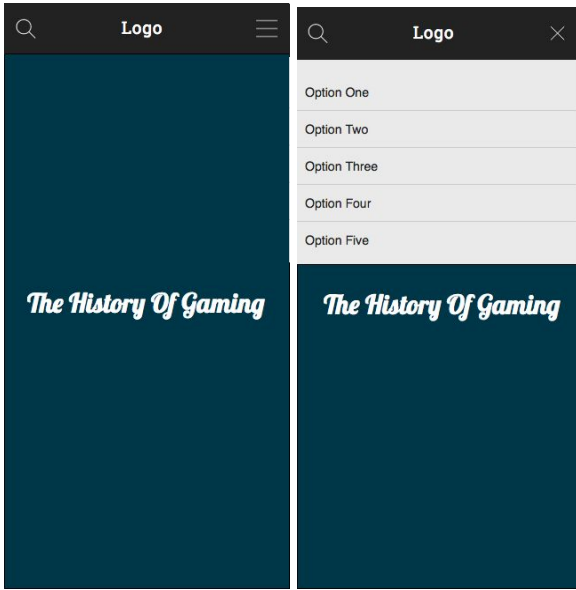 Logo
The History Of Gaming
Logo
Option One
Option Two
Option Three
Option Four
Option Five
The History Of Gaming